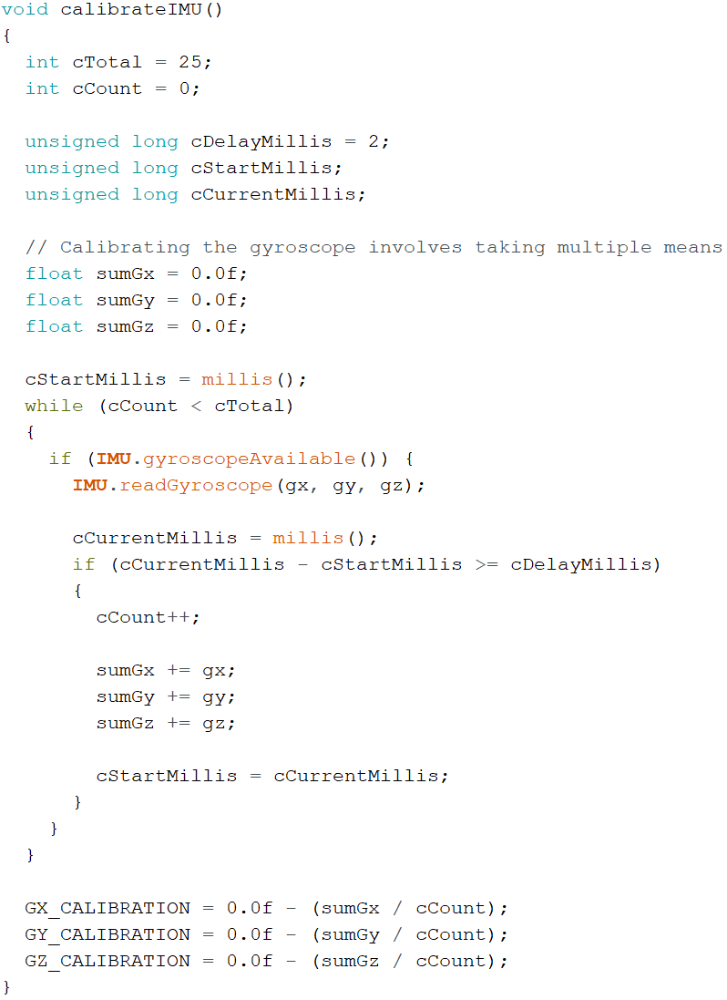 void calibrateIMU()
{
  int cTotal = 25;
  int cCount = 0;

  unsigned long cDelayMillis = 2;
  unsigned long cStartMillis;
  unsigned long cCurrentMillis;

  // Calibrating the gyroscope involves taking multiple means
  float sumGx = 0.0f;
  float sumGy = 0.0f;
  float sumGz = 0.0f;

  cStartMillis = millis();
  while (cCount < cTotal)
  {
    if (IMU.gyroscopeAvailable()) {
      IMU.readGyroscope(gx, gy, gz);

      cCurrentMillis = millis();
      if (cCurrentMillis - cStartMillis >= cDelayMillis)
      {
        cCount++;

        sumGx += gx;
        sumGy += gy;
        sumGz += gz;

        cStartMillis = cCurrentMillis;
      }
    }
  }

  GX_CALIBRATION = 0.0f - (sumGx / cCount);
  GY_CALIBRATION = 0.0f - (sumGy / cCount);
  GZ_CALIBRATION = 0.0f - (sumGz / cCount);
}